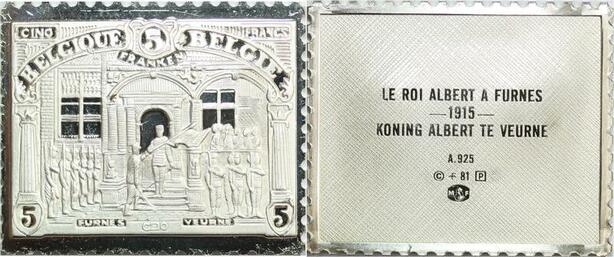 CINQ FRANCS
BELGIQUE 5 BELGIË
FRANKEN
5 FURNES VEURNE 5
LE ROI ALBERT A FURNES
1915
KONING ALBERT TE VEURNE
A.925
© + 81 P
M F